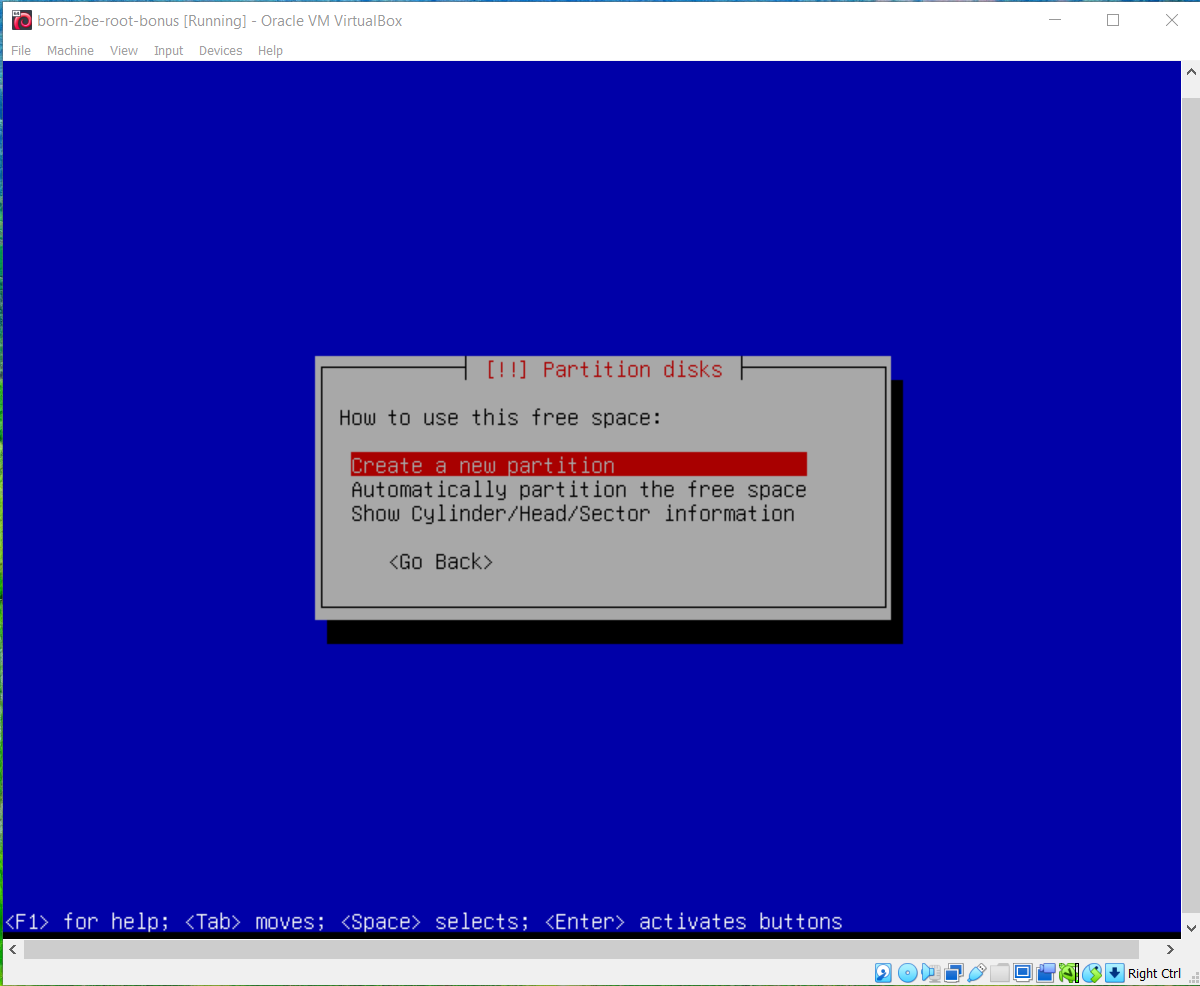 born-2be-root-bonus [Running] - Oracle VM VirtualBox
File Machine View Input Devices Help
[!!] Partition disks
How to use this free space:
Create a new partition
Automatically partition the free space
Show Cylinder/Head/Sector information
<Go Back>
<F1> for help; <Tab> moves; <Space> selects; <Enter> activates buttons
Right Ctrl